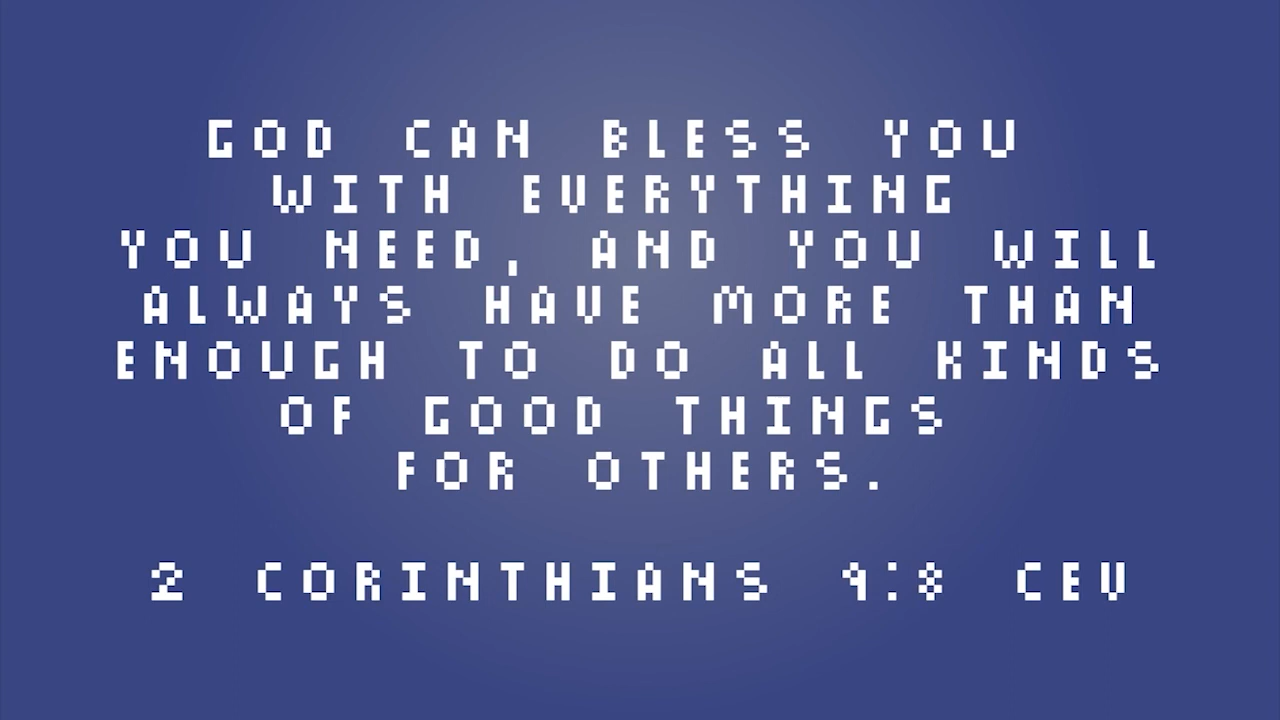 GOD CAN BLESS YOU
WITH EVERYTHING
YOU NEED, AND YOU WILL
ALWAYS HAVE MORE THAN
ENOUGH TO DO ALL KINDS
OF GOOD THINGS
FOR OTHERS.
2 CORINTHIANS 9:8 CEV